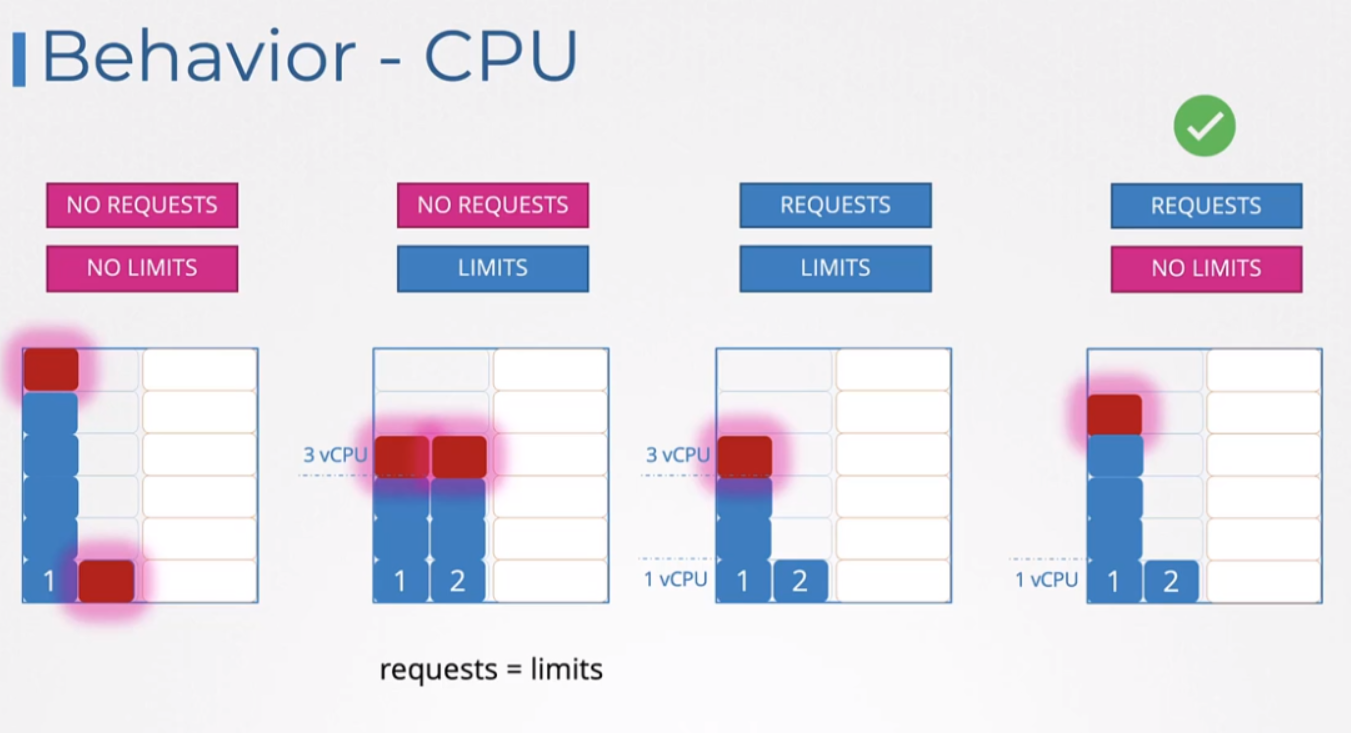 Behavior - CPU
NO REQUESTS
NO LIMITS
NO REQUESTS
LIMITS
REQUESTS
LIMITS
REQUESTS
NO LIMITS
1
3 vCPU
1 2
3 vCPU
1 vCPU 1 2
1 vCPU 1 2
requests = limits